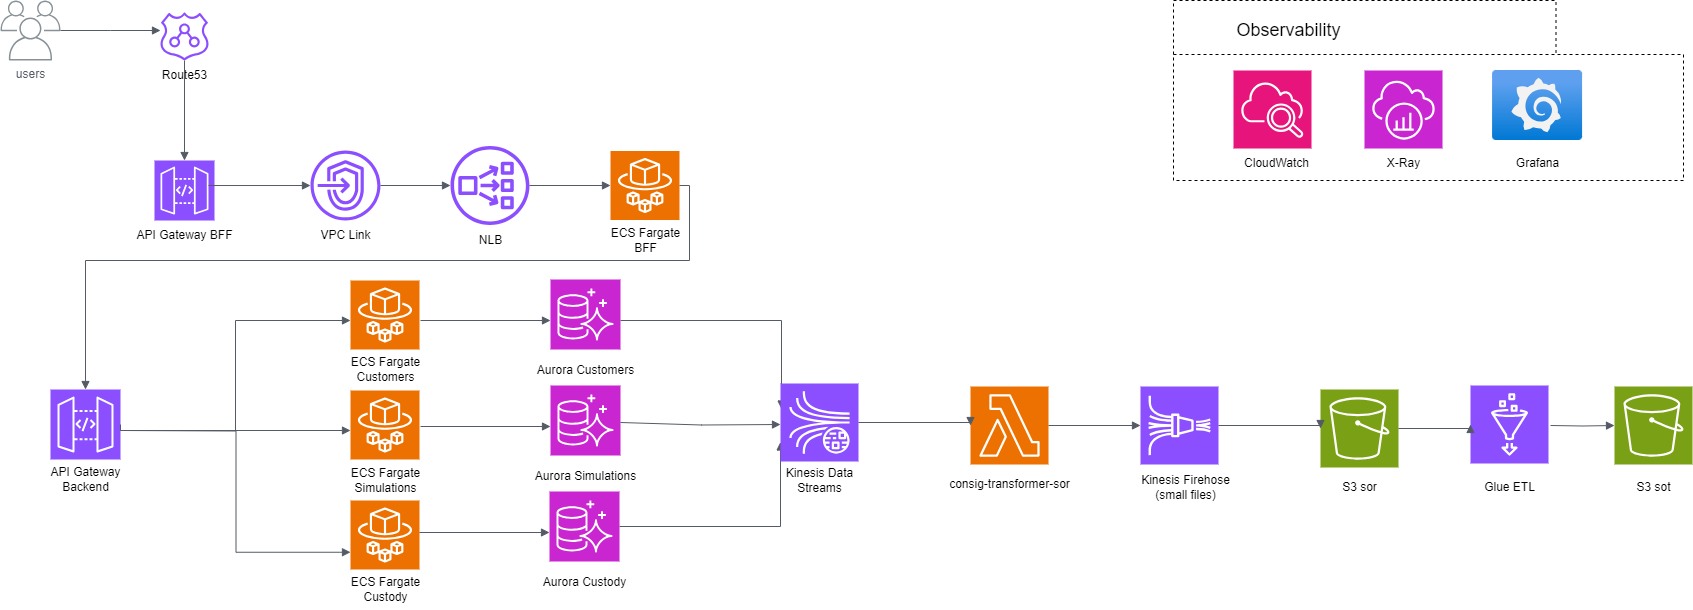 users
Route53
Observability
CloudWatch
X-Ray
Grafana
API Gateway BFF
VPC Link
NLB
ECS Fargate
BFF
ECS Fargate
Customers
Aurora Customers
API Gateway
Backend
ECS Fargate
Simulations
Aurora Simulations
Kinesis Data
Streams
consig-transformer-sor
Kinesis Firehose
(small files)
S3 sor
Glue ETL
S3 sot
ECS Fargate
Custody
Aurora Custody